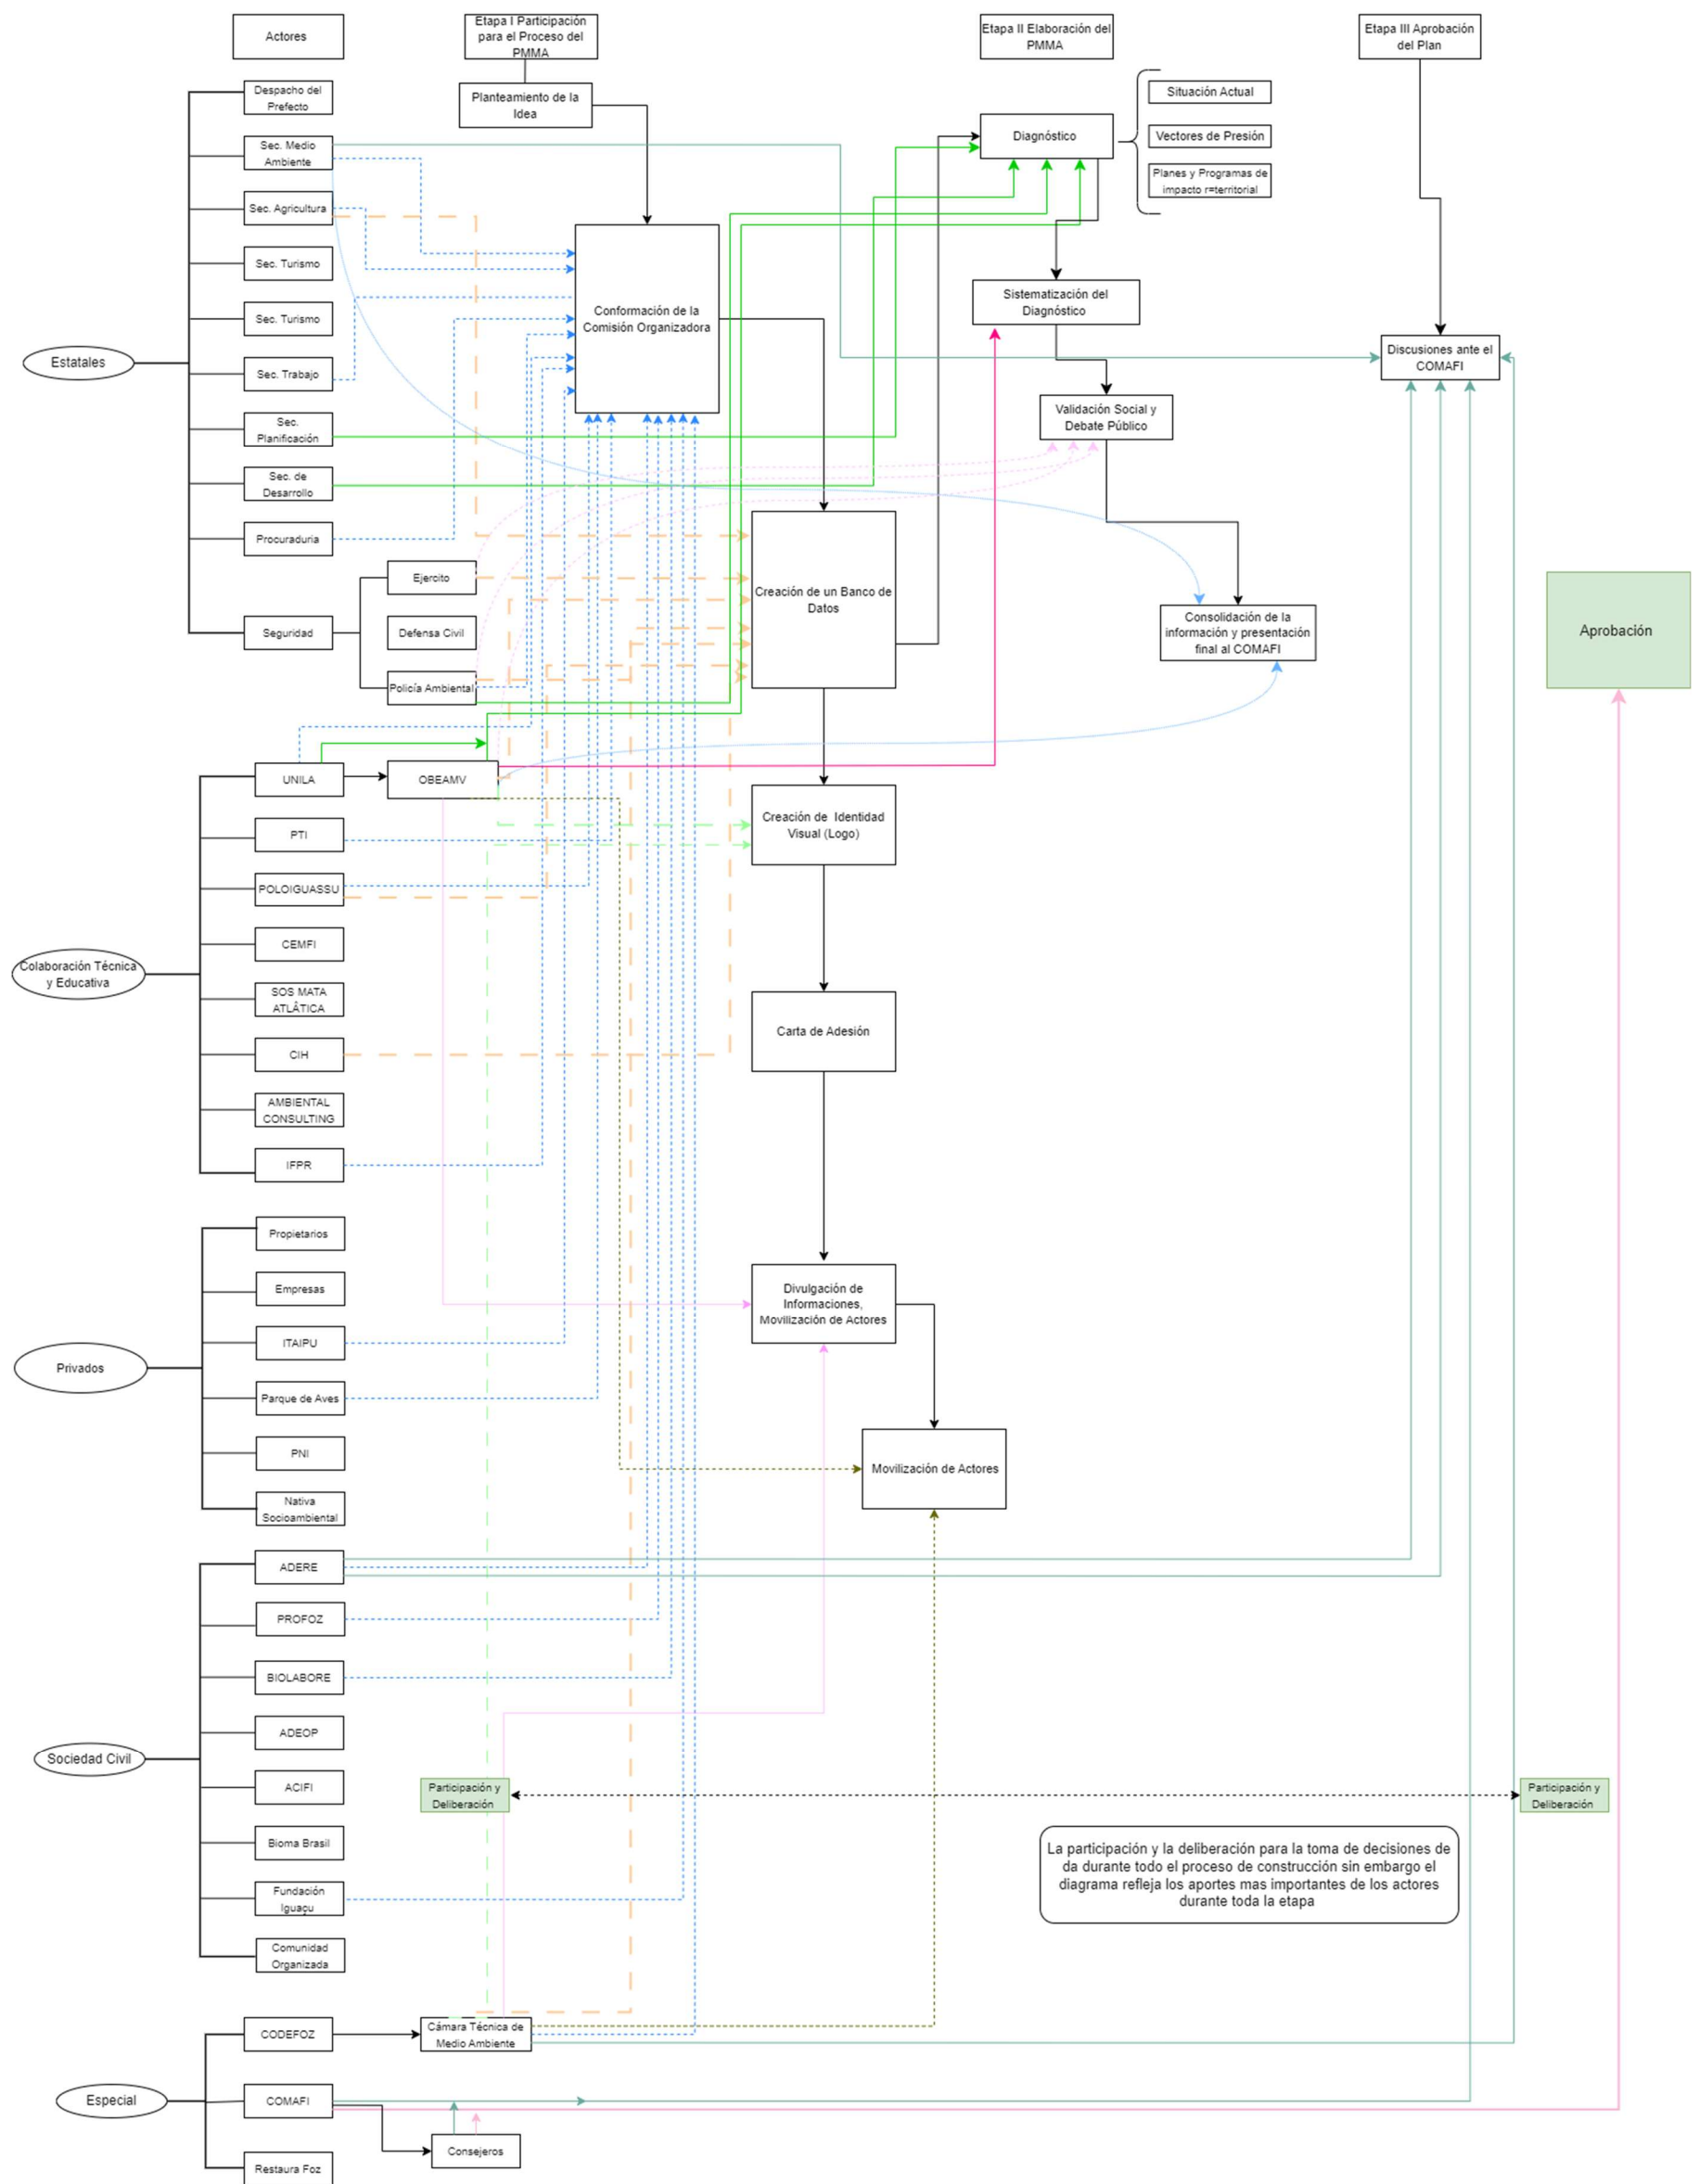 Actores
Etapa I Participación
para el Proceso del
PMMA
Etapa II Elaboración del
PMMA
Etapa III Aprobación
del Plan
Planteamiento de la
Idea
Despacho del
Prefecto
Sec. Medio
Ambiente
Sec. Agricultura
Sec. Turismo
Sec. Turismo
Sec. Trabajo
Sec.
Planificación
Sec. de
Desarrollo
Procuraduria
Seguridad
Ejercito
Defensa Civil
Policía Ambiental
Estatales
Conformación de la
Comisión Organizadora
Diagnóstico
Situación Actual
Vectores de Presión
Planes y Programas de
impacto r=territorial
Sistematización del
Diagnóstico
Validación Social y
Debate Público
Discusiones ante el
COMAFI
Creación de un Banco de
Datos
Consolidación de la
información y presentación
final al COMAFI
Aprobación
UNILA
OBEAMV
PTI
POLOIGUASSU
CEMFI
SOS MATA
ATLÂTICA
CIH
AMBIENTAL
CONSULTING
IFPR
Colaboración Técnica
y Educativa
Creación de Identidad
Visual (Logo)
Carta de Adesión
Propietarios
Empresas
ITAIPU
Parque de Aves
PNI
Nativa
Socioambiental
Privados
Divulgación de
Informaciones,
Movilización de Actores
Movilización de Actores
ADERE
PROFOZ
BIOLABORE
ADEOP
ACIFI
Bioma Brasil
Fundación
Iguaçu
Comunidad
Organizada
Sociedad Civil
Participación y
Deliberación
Participación y
Deliberación
La participación y la deliberación para la toma de decisiones de
da durante todo el proceso de construcción sin embargo el
diagrama refleja los aportes mas importantes de los actores
durante toda la etapa
CODEFOZ
Cámara Técnica de
Medio Ambiente
Especial
COMAFI
Consejeros
Restaura Foz